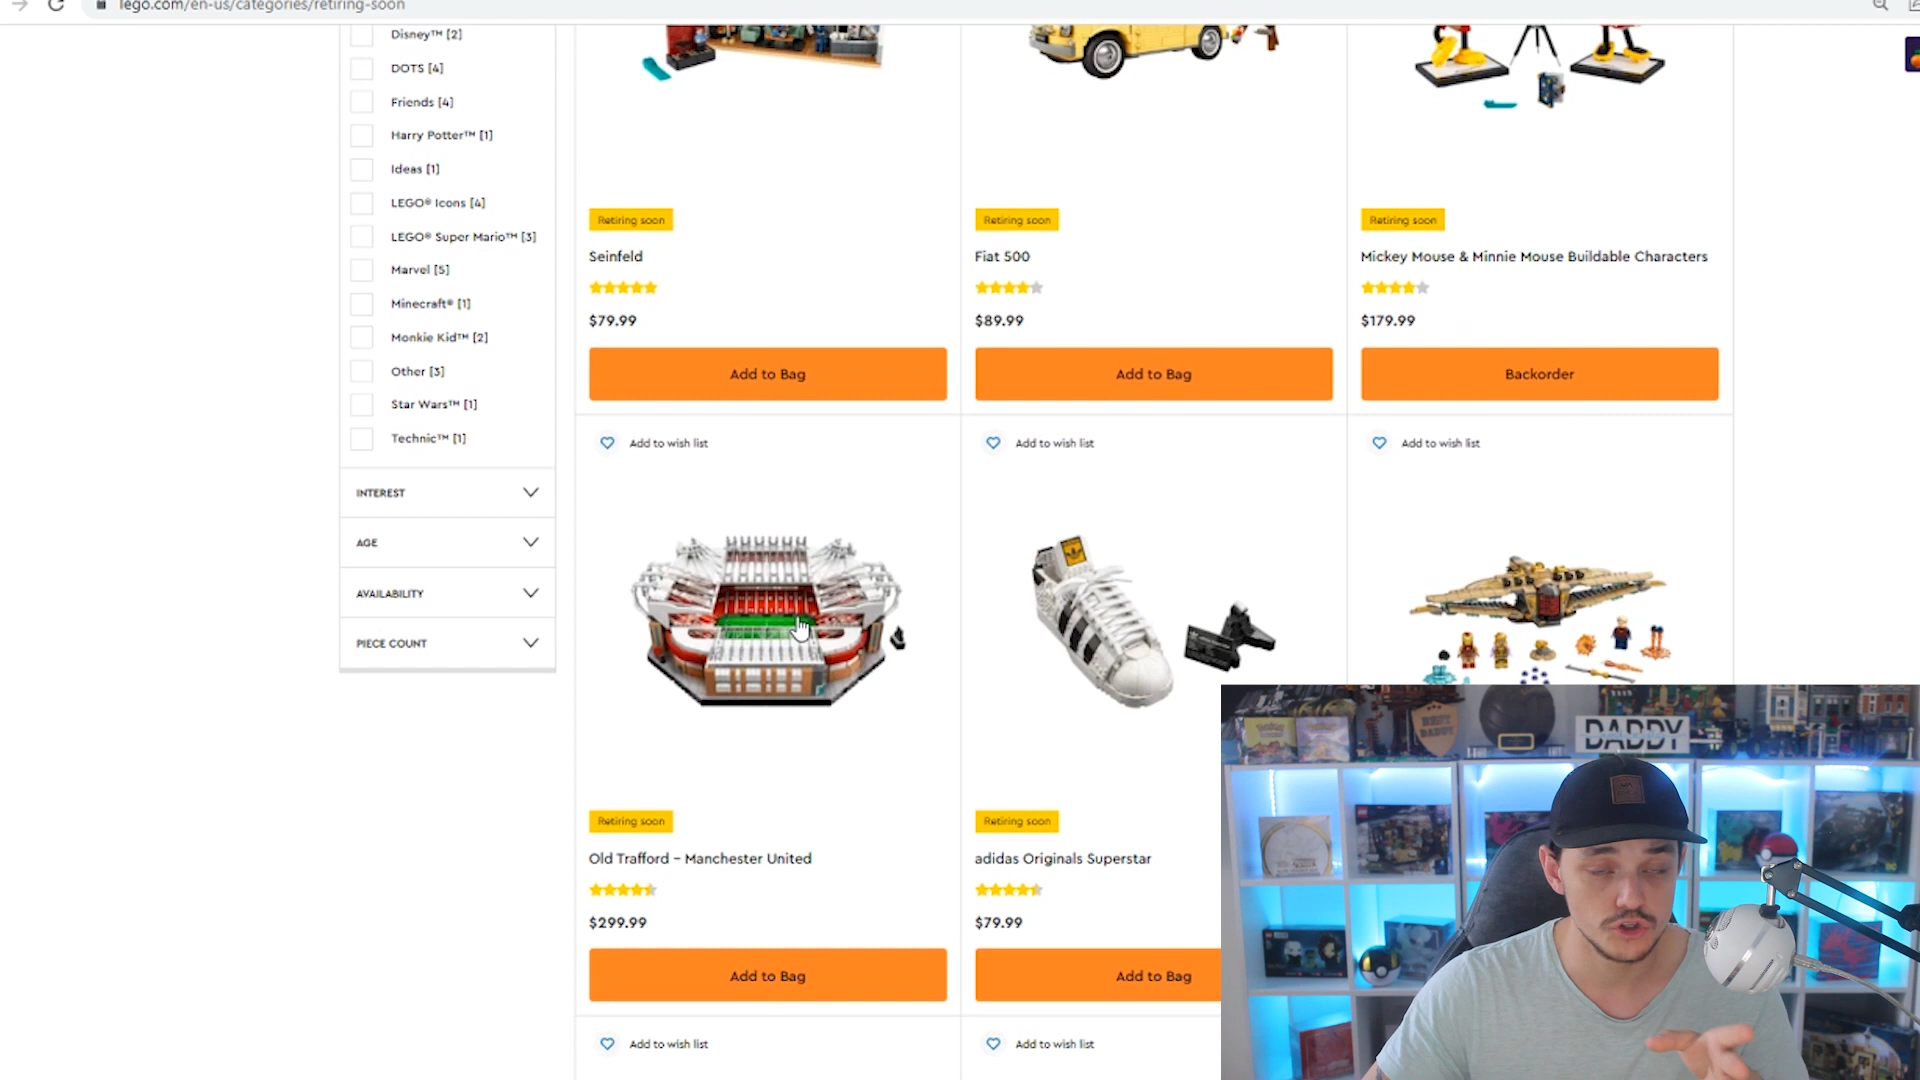 lego.com/en-us/categories/retiring-soon
Disney™ [2]
DOTS [4]
Friends [4]
Harry Potter™ [1]
Ideas [1]
LEGO® Icons [4]
LEGO® Super Mario™ [3]
Marvel [5]
Minecraft® [1]
Monkie Kid™ [2]
Other [3]
Star Wars™ [1]
Technic™ [1]
INTEREST
AGE
AVAILABILITY
PIECE COUNT
Retiring soon
Seinfeld
$79.99
Add to Bag
Retiring soon
Fiat 500
$89.99
Add to Bag
Retiring soon
Mickey Mouse & Minnie Mouse Buildable Characters
$179.99
Backorder
Add to wish list
Retiring soon
Old Trafford - Manchester United
$299.99
Add to Bag
Add to wish list
Retiring soon
adidas Originals Superstar
$79.99
Add to Bag
Add to wish list
Add to wish list
Add to wish list
DADDY